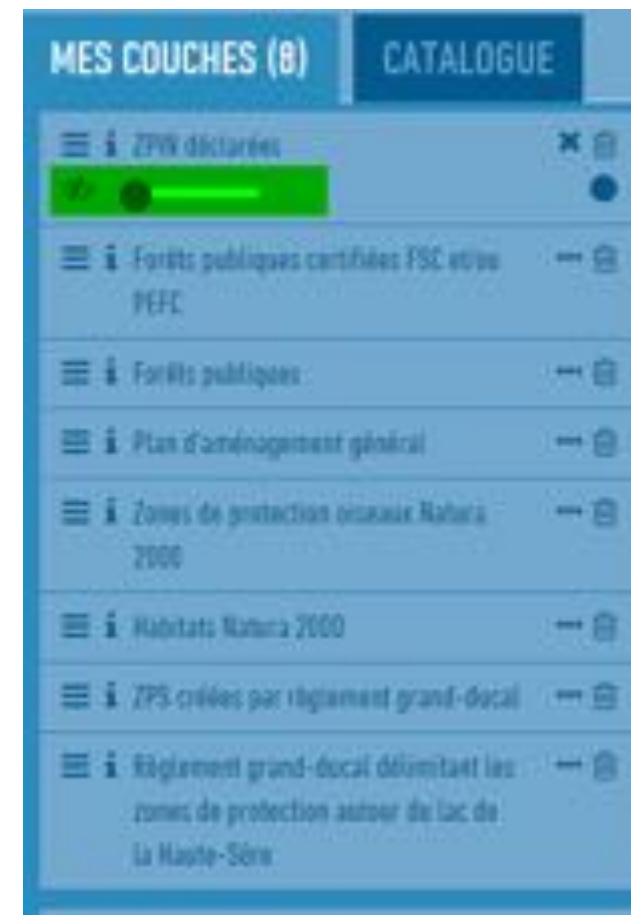 MES COUCHES (8)
CATALOGUE
ZPIN déclarées
Forêts publiques certifiées FSC et/ou
PEFC
Forêts publiques
Plan d'aménagement général
Zones de protection oiseaux Natura
2000
Habitats Natura 2000
ZPS créées par règlement grand-ducal
Règlement grand-ducal délimitant les
zones de protection autour du lac de
la Haute-Sûre